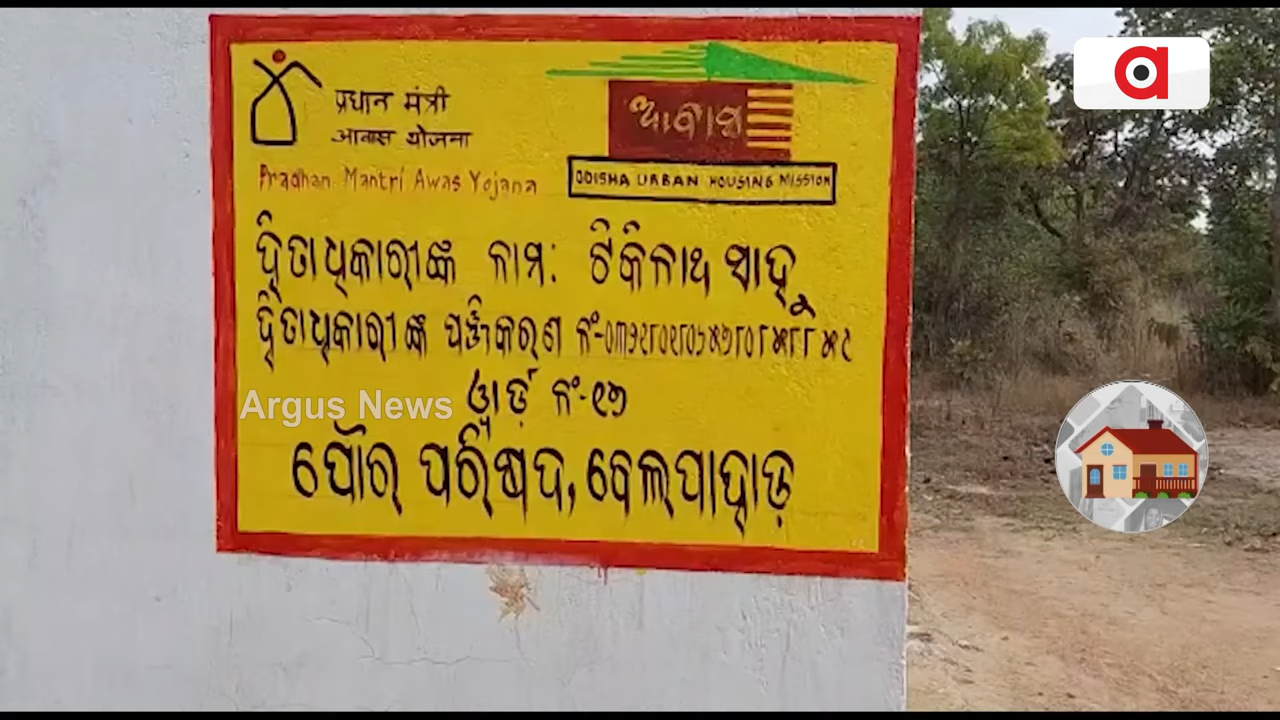 प्रधान मंत्री
आवास योजना
Pradhan Mantri Awas Yojana
ଆବାସ
ODISHA URBAN HOUSING MISSION
ହିତାଧିକାରୀଙ୍କ ନାମ: ଟିକିନାଥ ସାହୁ
ହିତାଧିକାରୀଙ୍କ ପଞ୍ଜିକରଣ ନଂ-
Argus News
ୱାର୍ଡ ନଂ-୧୭
ପୌର ପରିଷଦ, ବେଲପାହାଡ଼